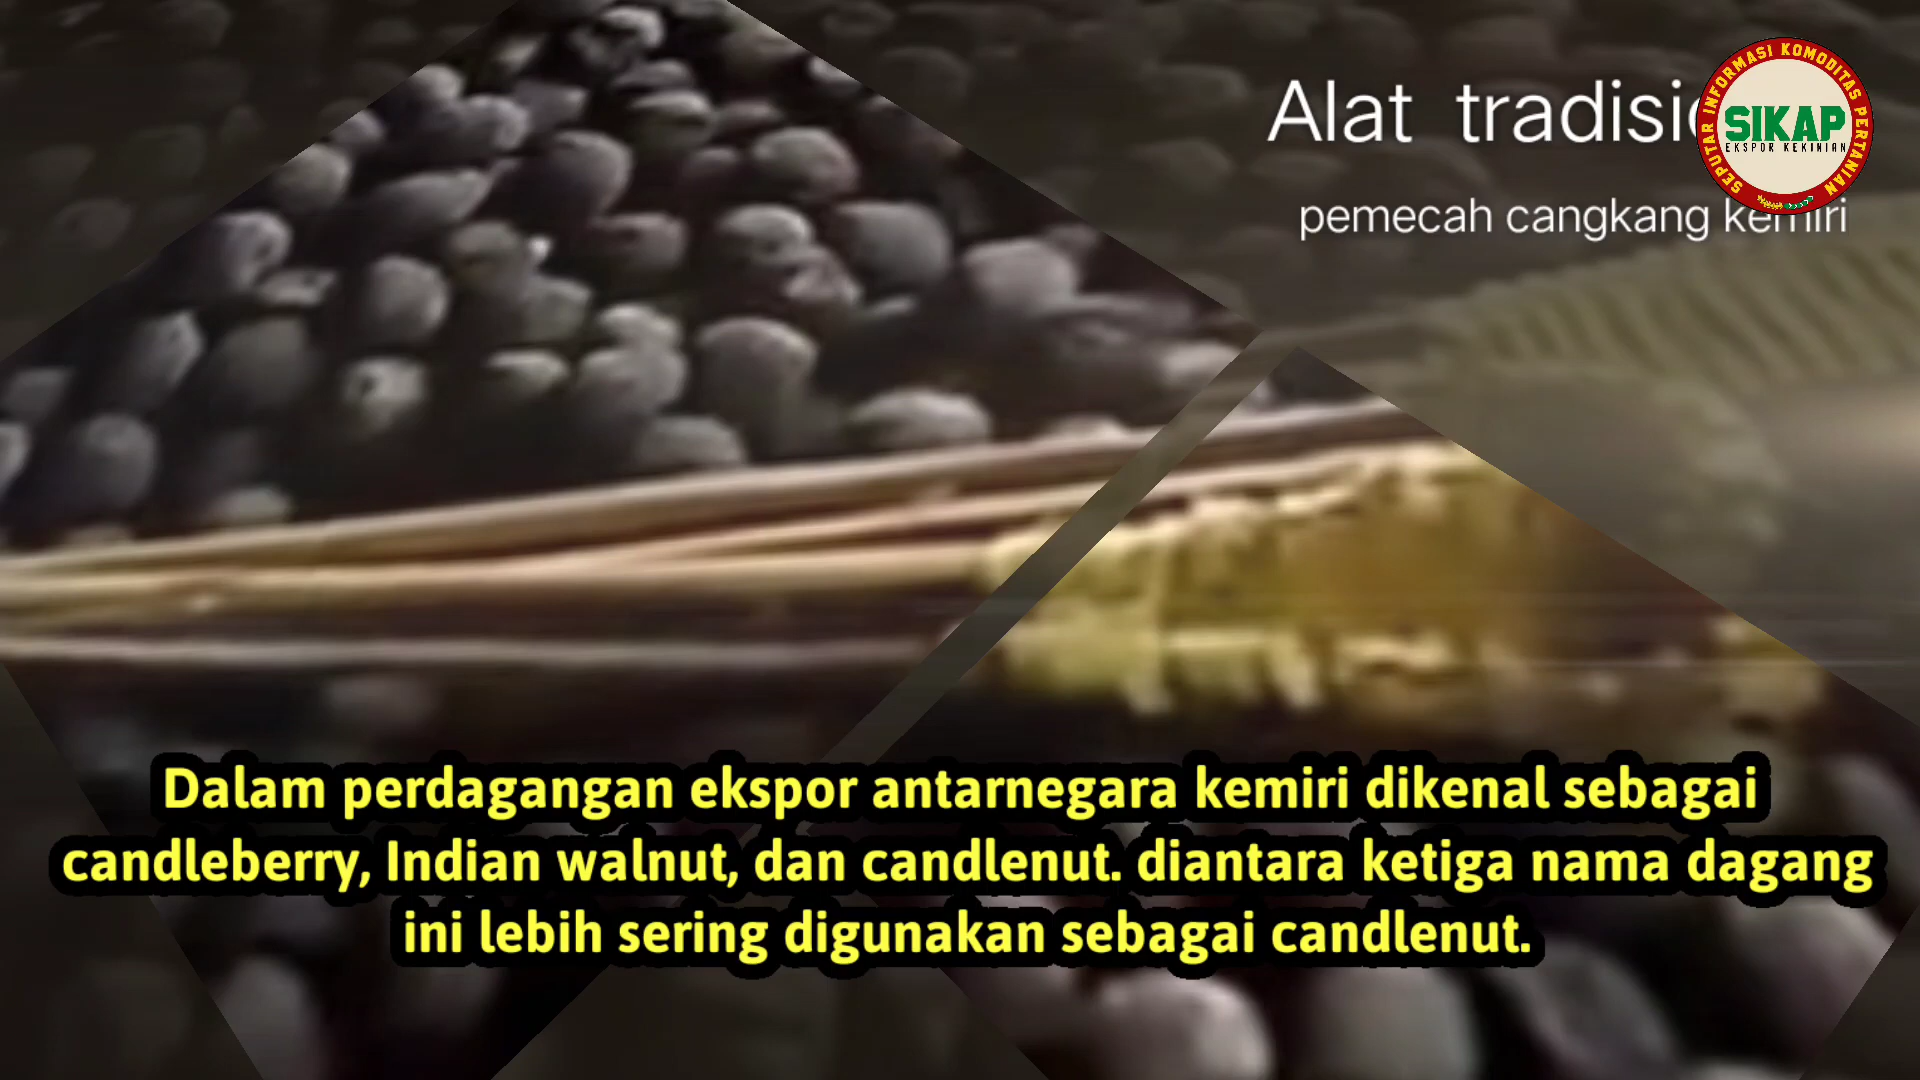 Alat tradisi
pemecah cangkang kemiri
SEPUTAR INFORMASI KOMODITAS PERTANIAN
SIKAP
EKSPOR KEKINIAN
Dalam perdagangan ekspor antarnegara kemiri dikenal sebagai
candleberry, Indian walnut, dan candlenut. diantara ketiga nama dagang
ini lebih sering digunakan sebagai candlenut.